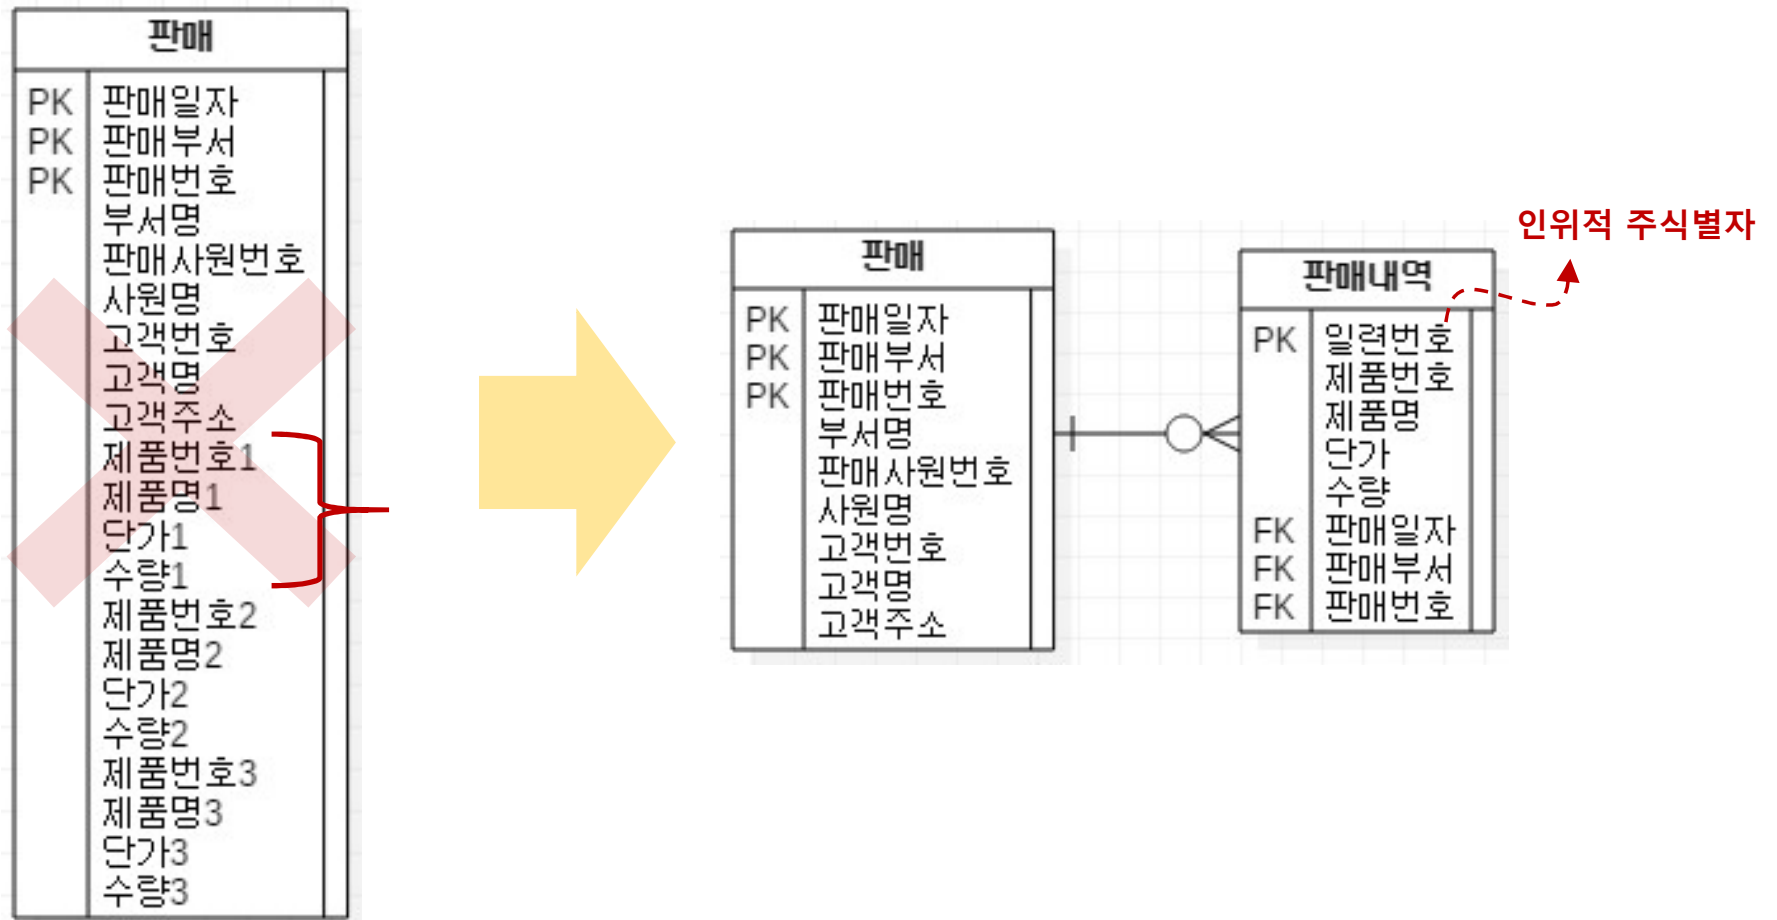 판매
PK 판매일자
PK 판매부서
PK 판매번호
부서명
판매사원번호
사원명
고객번호
고객명
고객주소
제품번호1
제품명1
단가1
수량1
제품번호2
제품명2
단가2
수량2
제품번호3
제품명3
단가3
수량3
판매
PK 판매일자
PK 판매부서
PK 판매번호
부서명
판매사원번호
사원명
고객번호
고객명
고객주소
인위적 주식별자
판매내역
PK 일련번호
제품번호
제품명
단가
수량
FK 판매일자
FK 판매부서
FK 판매번호